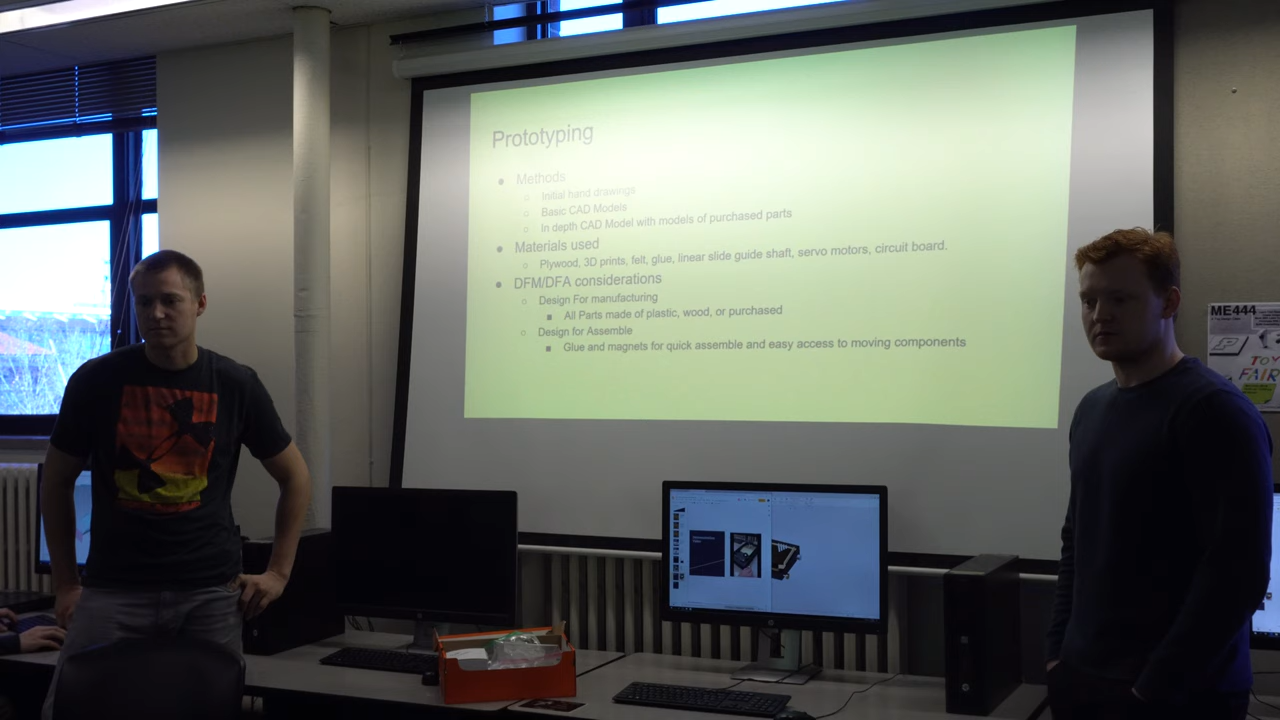 Prototyping
● Methods
○ Initial hand drawings
○ Basic CAD Models
○ In depth CAD Model with models of purchased parts
● Materials used
○ Plywood, 3D prints, felt, glue, linear slide guide shaft, servo motors, circuit board.
● DFM/DFA considerations
○ Design For manufacturing
■ All Parts made of plastic, wood, or purchased
○ Design for Assemble
■ Glue and magnets for quick assemble and easy access to moving components
ME444
TOY
FAIR